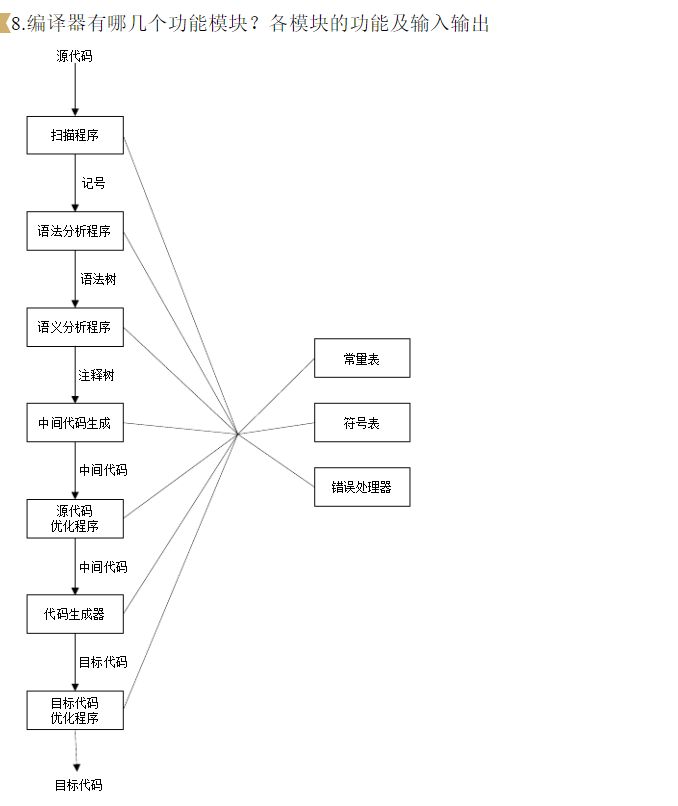 8.编译器有哪几个功能模块？各模块的功能及输入输出
源代码
扫描程序
记号
语法分析程序
语法树
语义分析程序
注释树
中间代码生成
中间代码
源代码
优化程序
中间代码
代码生成器
目标代码
目标代码
优化程序
目标代码
常量表
符号表
错误处理器